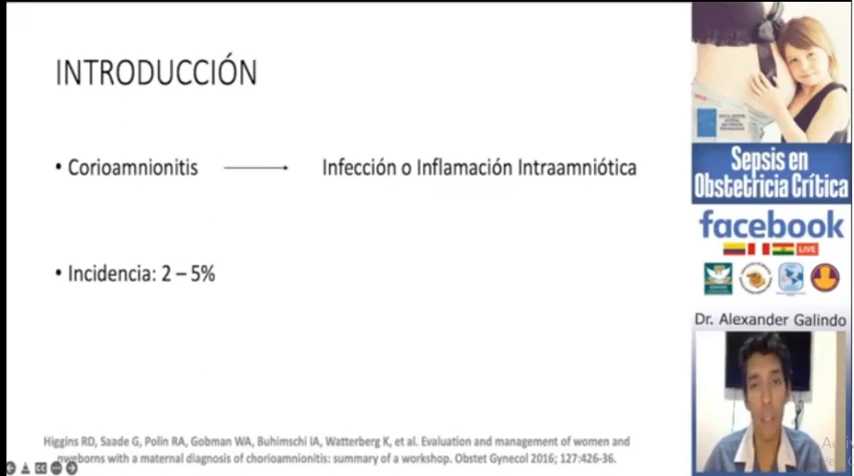 INTRODUCCIÓN
• Corioamnionitis
Infección o Inflamación Intraamniótica
• Incidencia: 2 – 5%
Higgins RD, Saade G, Polin RA, Gobman WA, Buhimschi IA, Watterberg K, et al. Evaluation and management of women and
newborns with a maternal diagnosis of chorioamnionitis: summary of a workshop. Obstet Gynecol 2016; 127:426-36.
Sepsis en
Obstetricia Crítica
facebook
LIVE
Dr. Alexander Galindo